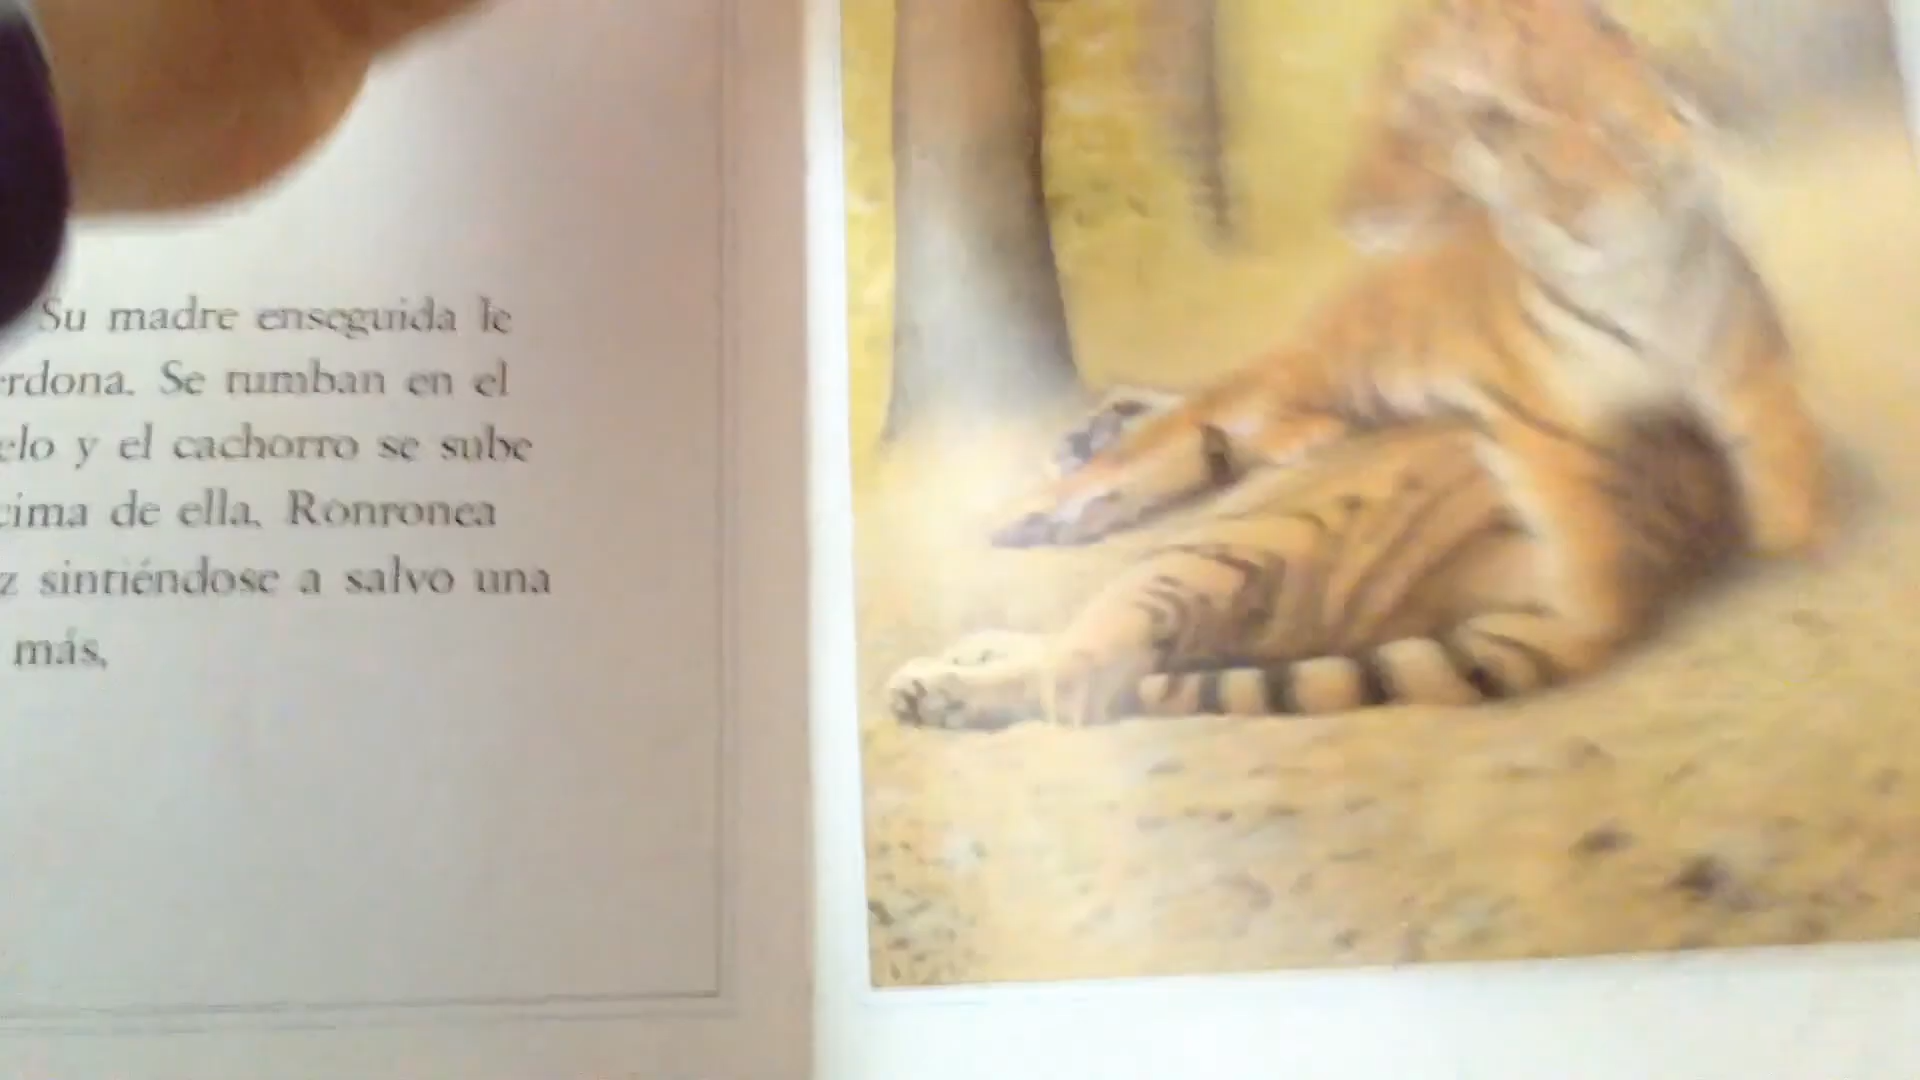 Su madre enseguida le
rdona. Se tumban en el
elo y el cachorro se sube
cima de ella. Ronronea
z sintiéndose a salvo una
más.